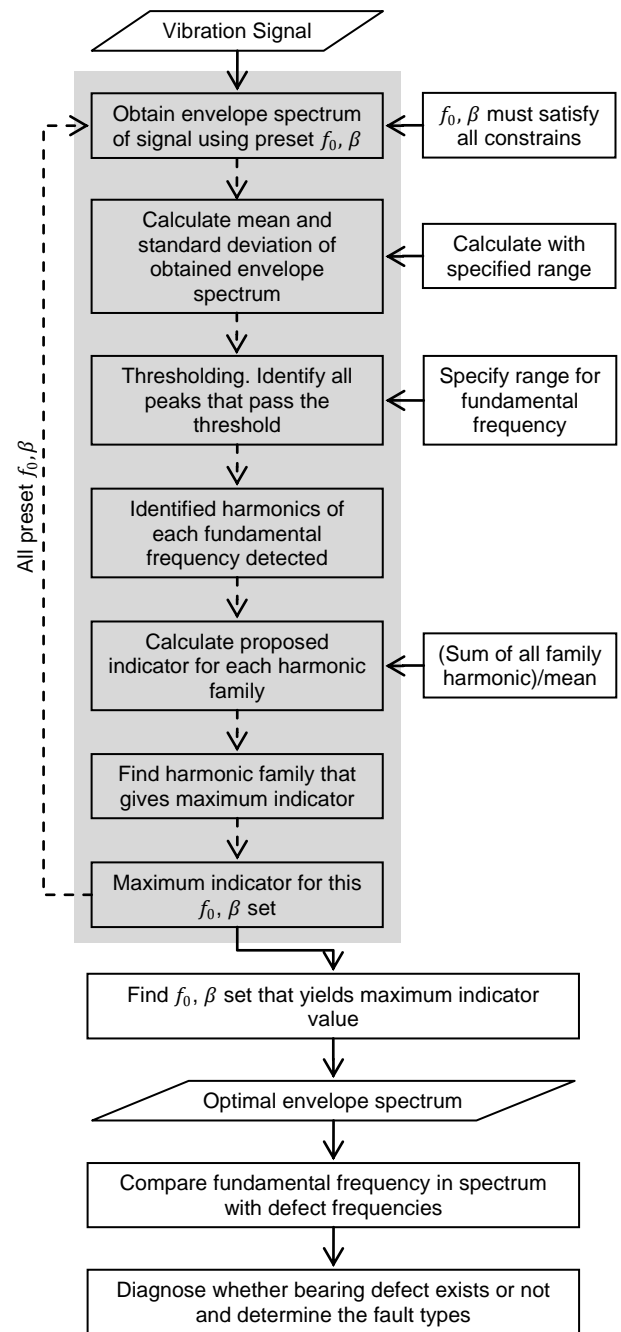 Vibration Signal
Obtain envelope spectrum
of signal using preset 𝑓₀, 𝛽
𝑓₀, 𝛽 must satisfy
all constrains
Calculate mean and
standard deviation of
obtained envelope
spectrum
Calculate with
specified range
Thresholding. Identify all
peaks that pass the
threshold
Specify range for
fundamental
frequency
All preset 𝑓₀,𝛽
Identified harmonics of
each fundamental
frequency detected
Calculate proposed
indicator for each harmonic
family
(Sum of all family
harmonic)/mean
Find harmonic family that
gives maximum indicator
Maximum indicator for this
𝑓₀, 𝛽 set
Find 𝑓₀, 𝛽 set that yields maximum indicator
value
Optimal envelope spectrum
Compare fundamental frequency in spectrum
with defect frequencies
Diagnose whether bearing defect exists or not
and determine the fault types